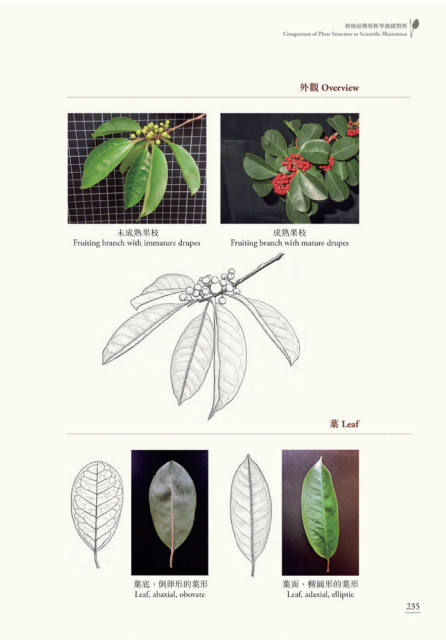 植物結構與科學繪圖對照
Comparison of Plant Structure to Scientific Illustration
外觀 Overview
未成熟果枝
Fruiting branch with immature drupes
成熟果枝
Fruiting branch with mature drupes
葉 Leaf
葉底，倒卵形的葉形
Leaf, abaxial, obovate
葉面，橢圓形的葉形
Leaf, adaxial, elliptic
235